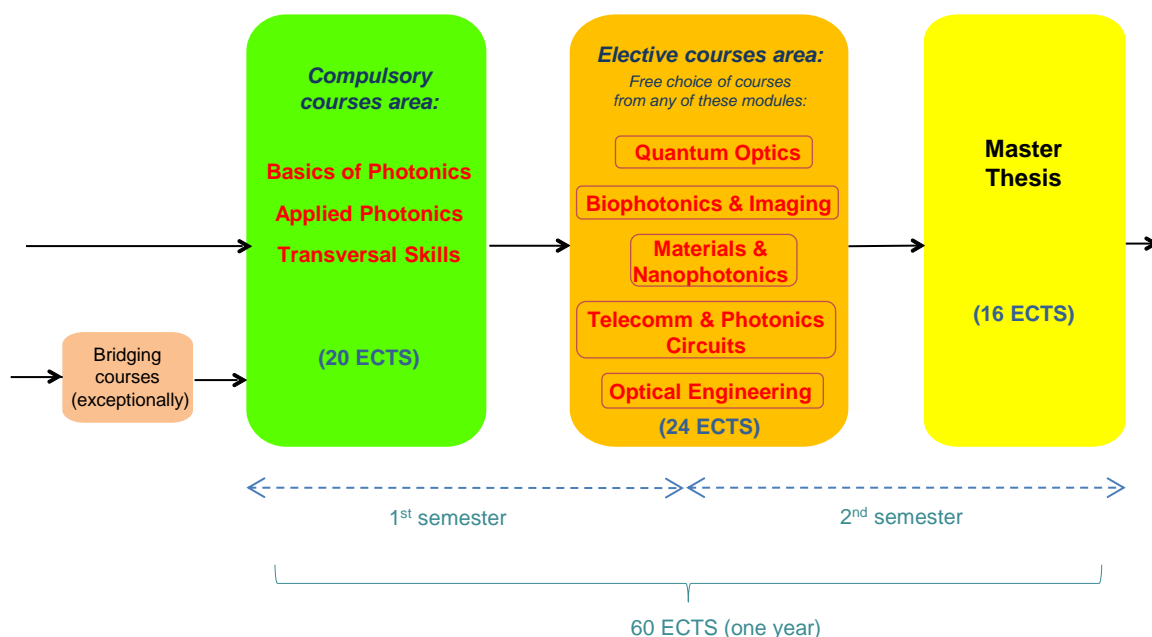 Compulsory
courses area:
Basics of Photonics
Applied Photonics
Transversal Skills
(20 ECTS)
Bridging
courses
(exceptionally)
Elective courses area:
Free choice of courses
from any of these modules:
Quantum Optics
Biophotonics & Imaging
Materials &
Nanophotonics
Telecomm & Photonics
Circuits
Optical Engineering
(24 ECTS)
Master
Thesis
(16 ECTS)
1st semester
2nd semester
60 ECTS (one year)